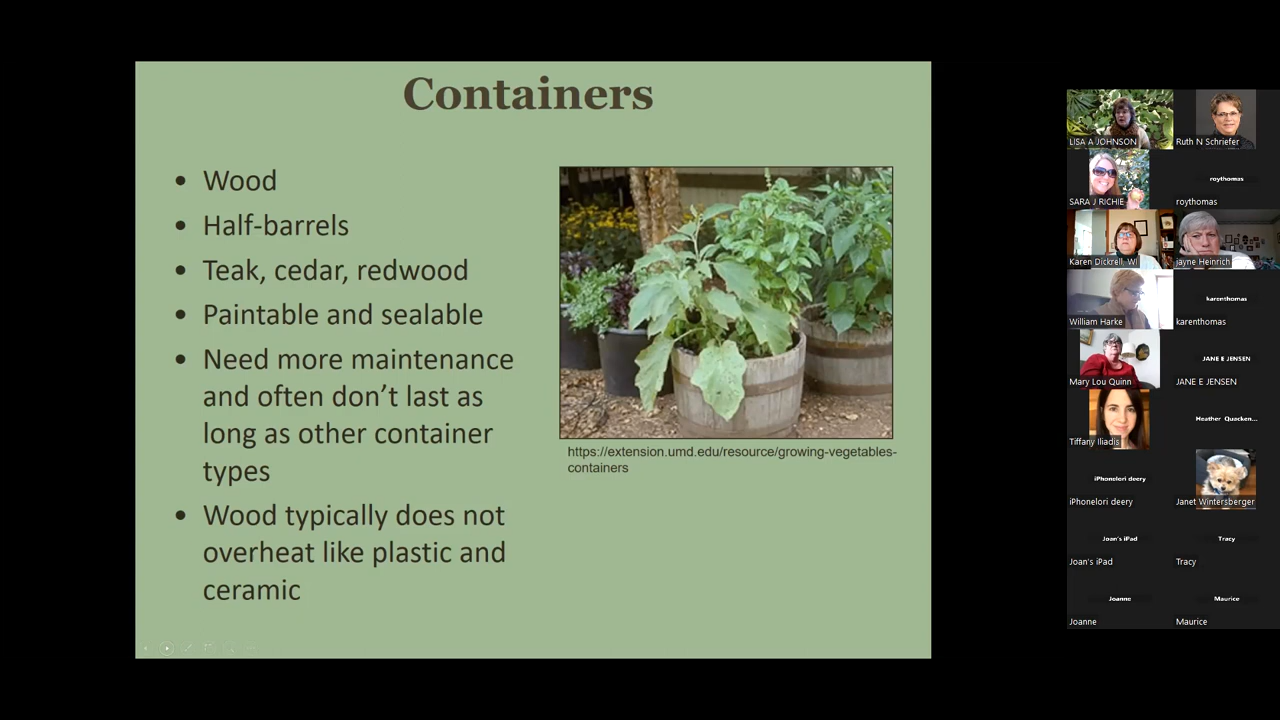 Containers
• Wood
• Half-barrels
• Teak, cedar, redwood
• Paintable and sealable
• Need more maintenance
and often don’t last as
long as other container
types
• Wood typically does not
overheat like plastic and
ceramic
https://extension.umd.edu/resource/growing-vegetables-
containers
LISA A JOHNSON
Ruth N Schriefer
SARA J RICHIE
roythomas
roythomas
Karen Dickrell, WI
jayne Heinrich
William Harke
karenthomas
karenthomas
Mary Lou Quinn
JANE E JENSEN
JANE E JENSEN
Tiffany Iliadis
Heather Quacken...
iPhonelori deery
iPhonelori deery
Janet Wintersberger
Joan's iPad
Joan's iPad
Tracy
Tracy
Joanne
Joanne
Maurice
Maurice